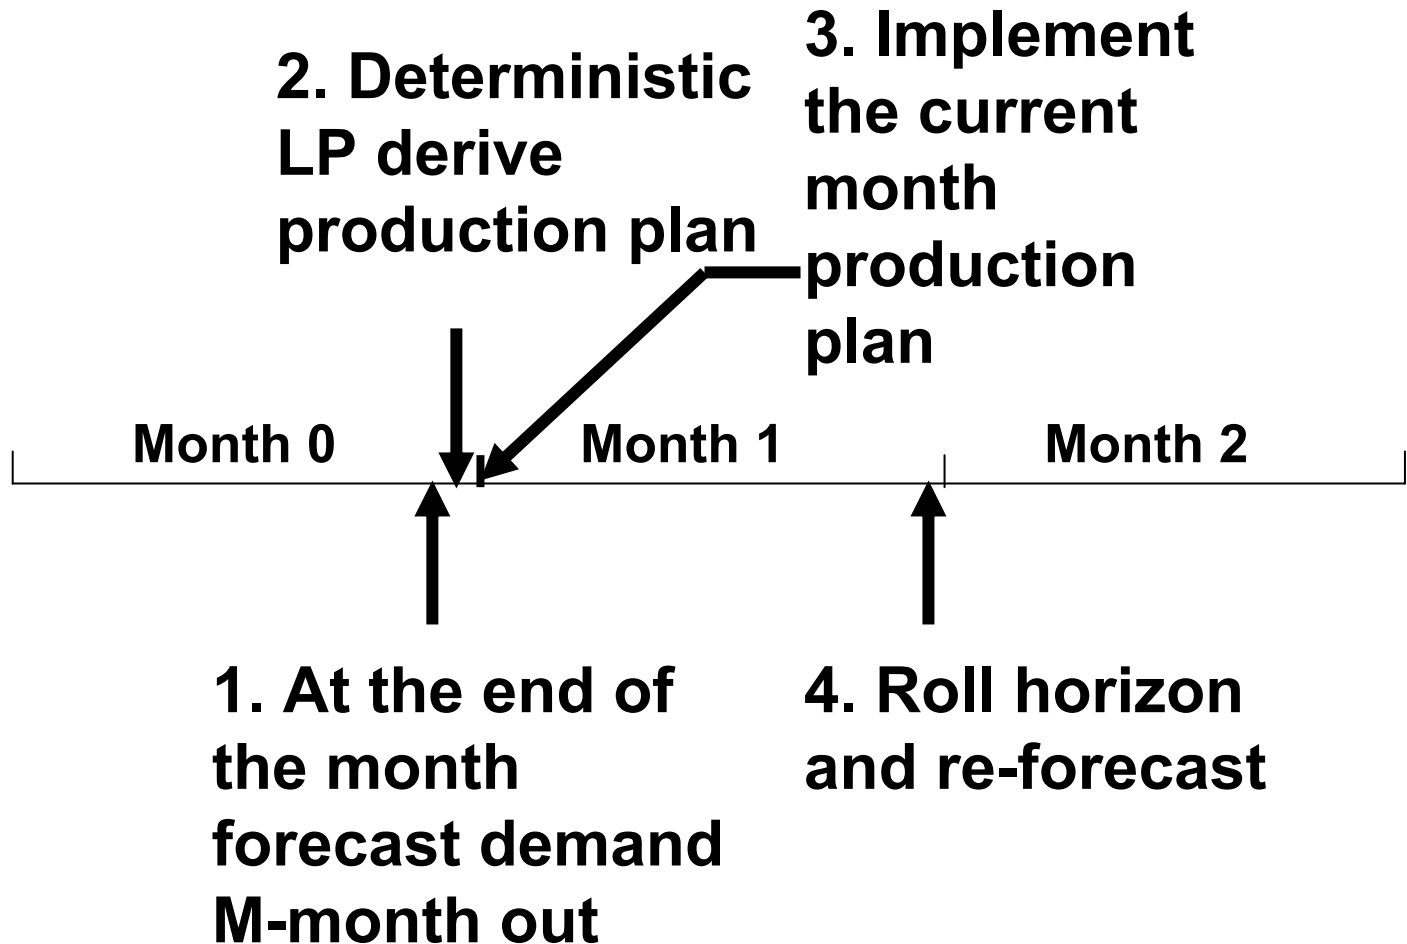 2. Deterministic
LP derive
production plan
3. Implement
the current
month
production
plan
Month 0
Month 1
Month 2
1. At the end of
the month
forecast demand
M-month out
4. Roll horizon
and re-forecast